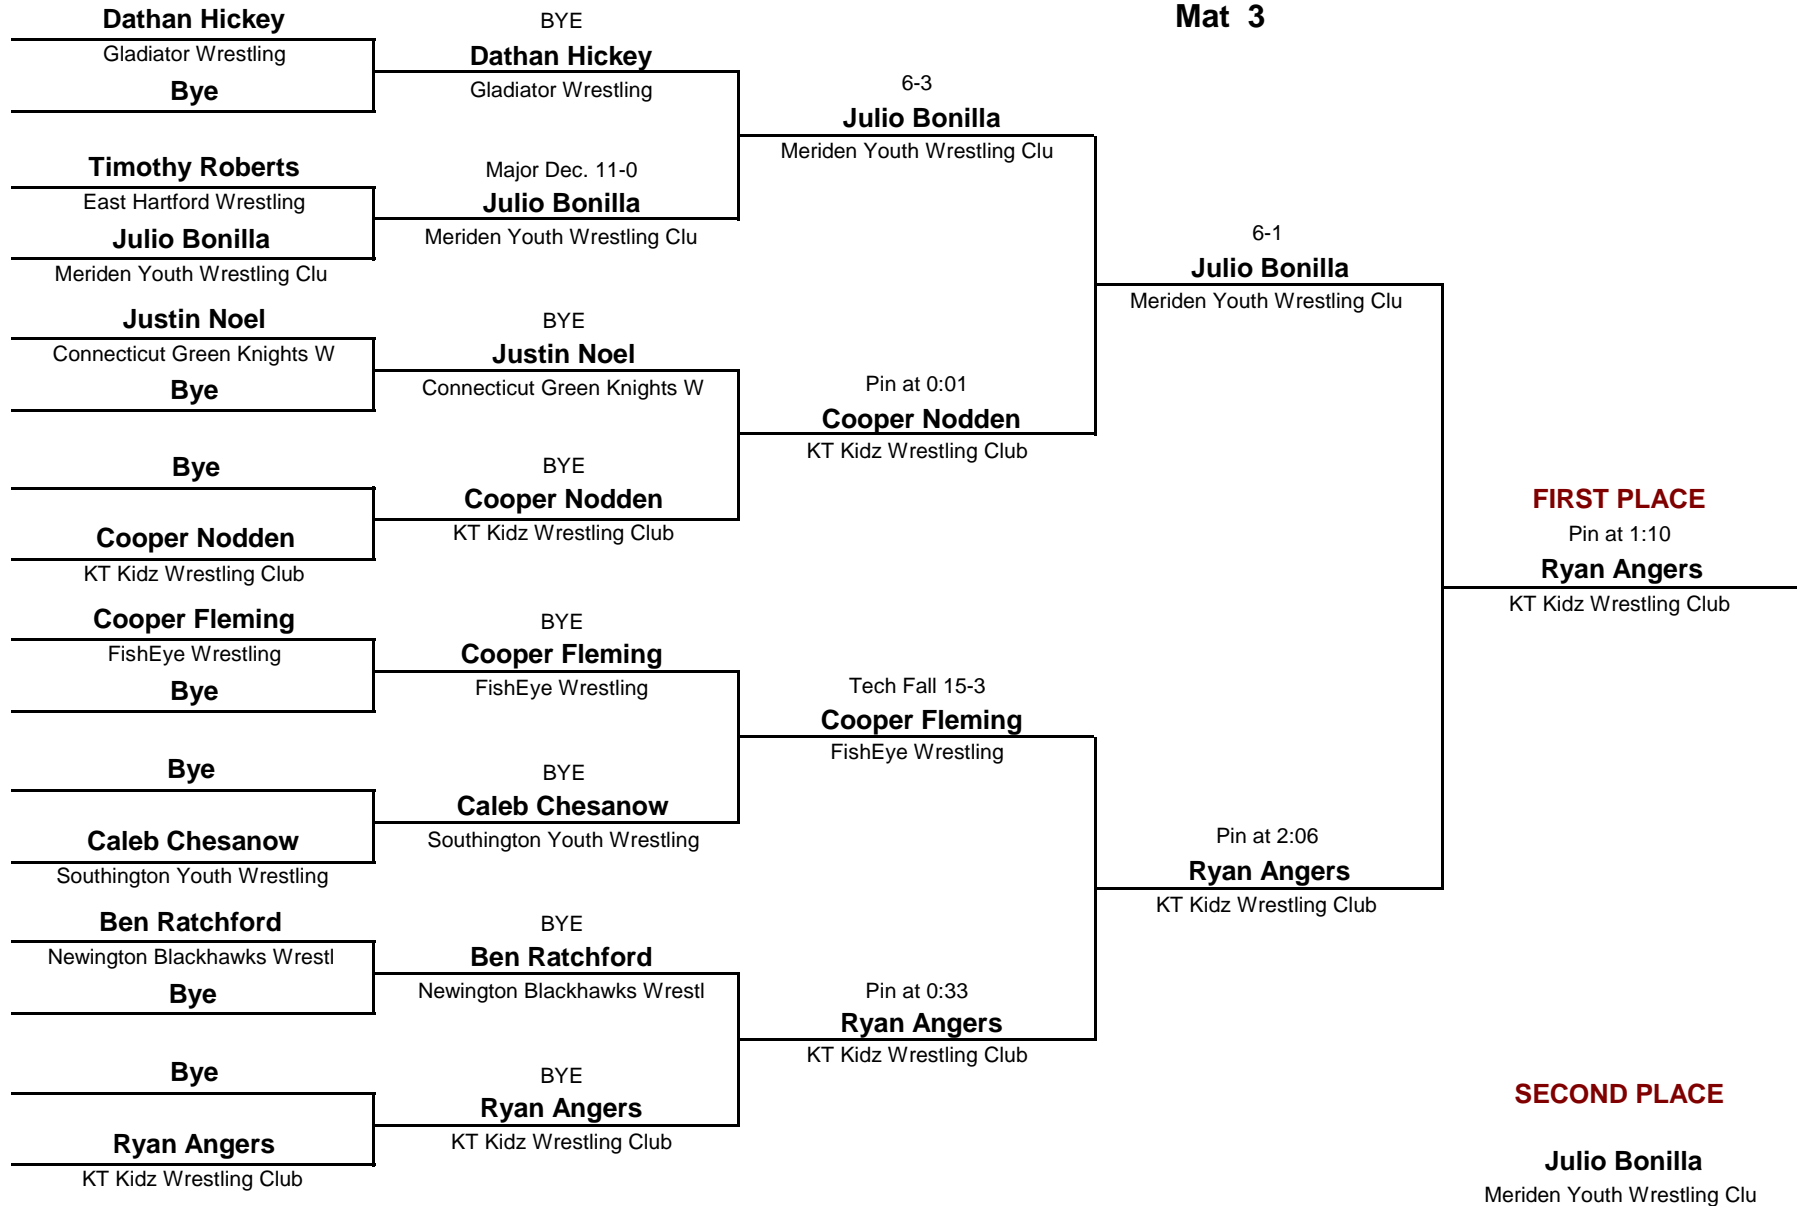 Mat 3
Dathan Hickey
Gladiator Wrestling
Bye
Timothy Roberts
East Hartford Wrestling
Julio Bonilla
Meriden Youth Wrestling Clu
Justin Noel
Connecticut Green Knights W
Bye
Bye
Cooper Nodden
KT Kidz Wrestling Club
Cooper Fleming
FishEye Wrestling
Bye
Bye
Caleb Chesanow
Southington Youth Wrestling
Ben Ratchford
Newington Blackhawks Wrestl
Bye
Bye
Ryan Angers
KT Kidz Wrestling Club
BYE
Dathan Hickey
Gladiator Wrestling
Major Dec. 11-0
Julio Bonilla
Meriden Youth Wrestling Clu
BYE
Justin Noel
Connecticut Green Knights W
BYE
Cooper Nodden
KT Kidz Wrestling Club
BYE
Cooper Fleming
FishEye Wrestling
BYE
Caleb Chesanow
Southington Youth Wrestling
BYE
Ben Ratchford
Newington Blackhawks Wrestl
BYE
Ryan Angers
KT Kidz Wrestling Club
6-3
Julio Bonilla
Meriden Youth Wrestling Clu
Pin at 0:01
Cooper Nodden
KT Kidz Wrestling Club
Tech Fall 15-3
Cooper Fleming
FishEye Wrestling
Pin at 0:33
Ryan Angers
KT Kidz Wrestling Club
6-1
Julio Bonilla
Meriden Youth Wrestling Clu
Pin at 2:06
Ryan Angers
KT Kidz Wrestling Club
FIRST PLACE
Pin at 1:10
Ryan Angers
KT Kidz Wrestling Club
SECOND PLACE
Julio Bonilla
Meriden Youth Wrestling Clu